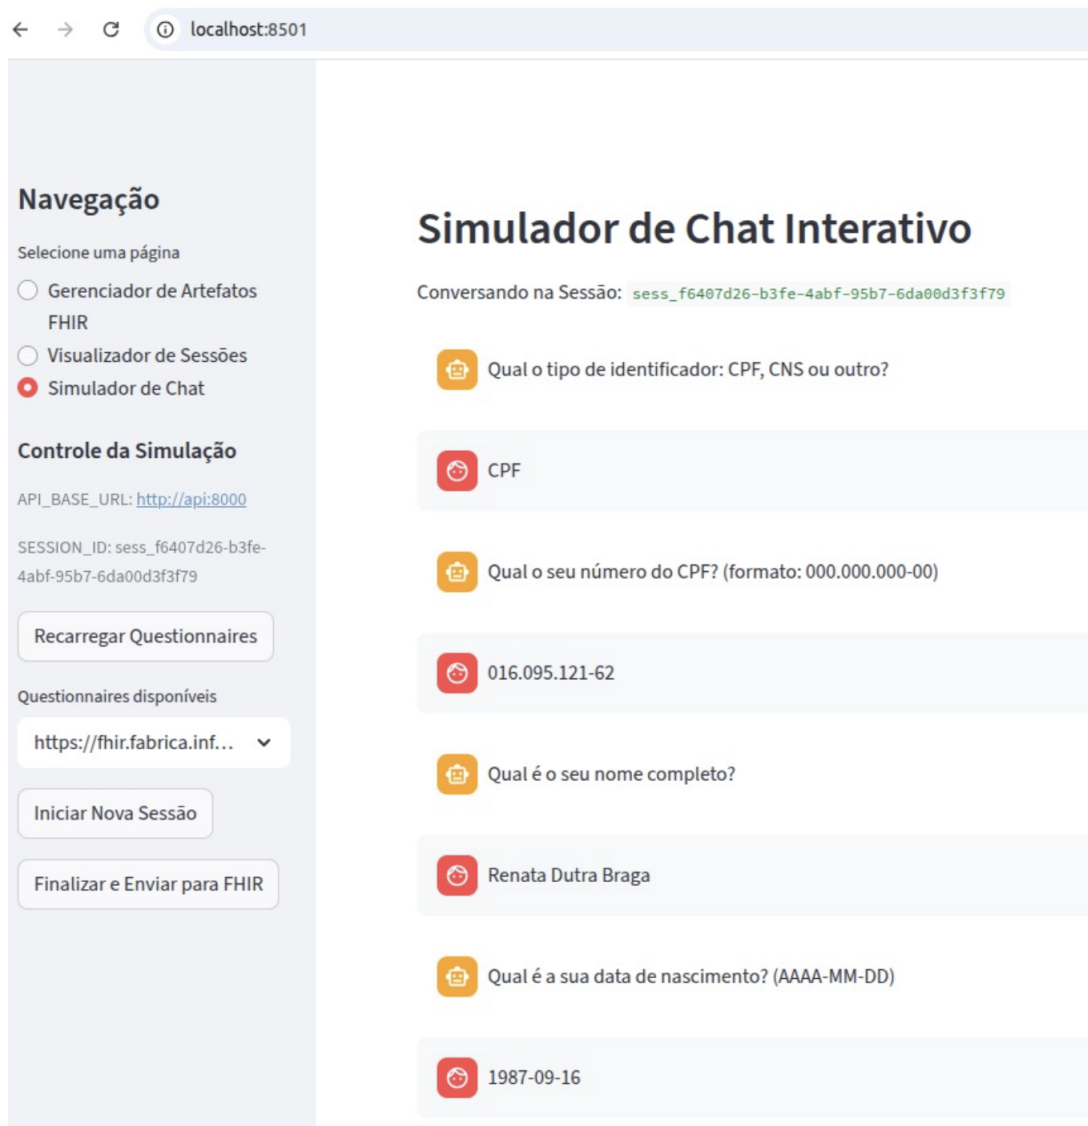 localhost:8501
Navegação
Selecione uma página
Gerenciador de Artefatos
FHIR
Visualizador de Sessões
Simulador de Chat
Controle da Simulação
API_BASE_URL: http://api:8000
SESSION_ID: sess_f6407d26-b3fe-
4abf-95b7-6da00d3f3f79
Recarregar Questionnaires
Questionnaires disponíveis
https://fhir.fabrica.inf...
Iniciar Nova Sessão
Finalizar e Enviar para FHIR
Simulador de Chat Interativo
Conversando na Sessão: sess_f6407d26-b3fe-4abf-95b7-6da00d3f3f79
Qual o tipo de identificador: CPF, CNS ou outro?
CPF
Qual o seu número do CPF? (formato: 000.000.000-00)
016.095.121-62
Qual é o seu nome completo?
Renata Dutra Braga
Qual é a sua data de nascimento? (AAAA-MM-DD)
1987-09-16